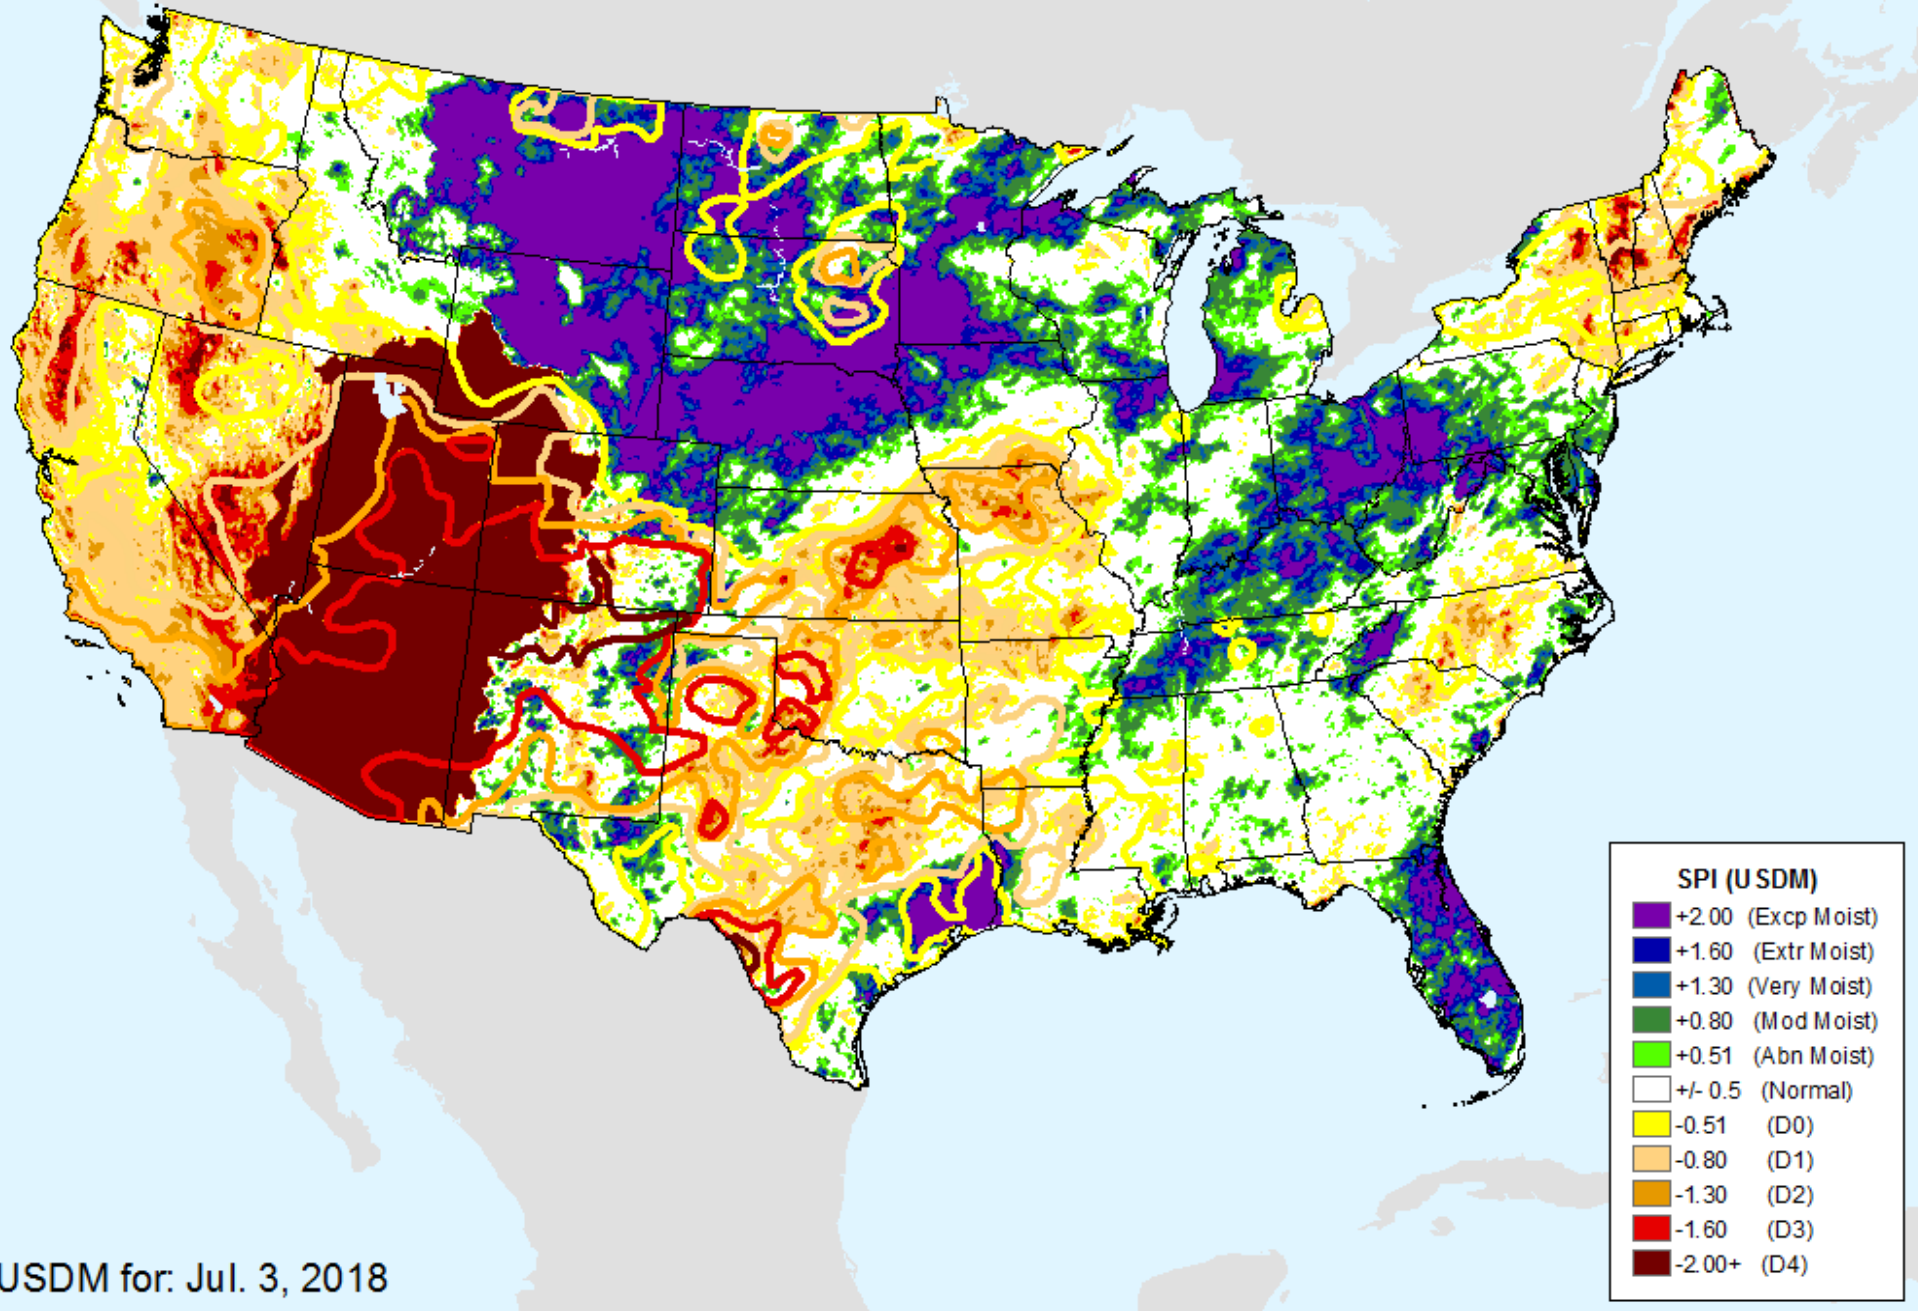 SPI (USDM)
+2.00 (Excp Moist)
+1.60 (Extr Moist)
+1.30 (Very Moist)
+0.80 (Mod Moist)
+0.51 (Abn Moist)
+/- 0.5 (Normal)
-0.51 (D0)
-0.80 (D1)
-1.30 (D2)
-1.60 (D3)
-2.00+ (D4)
USDM for: Jul. 3, 2018